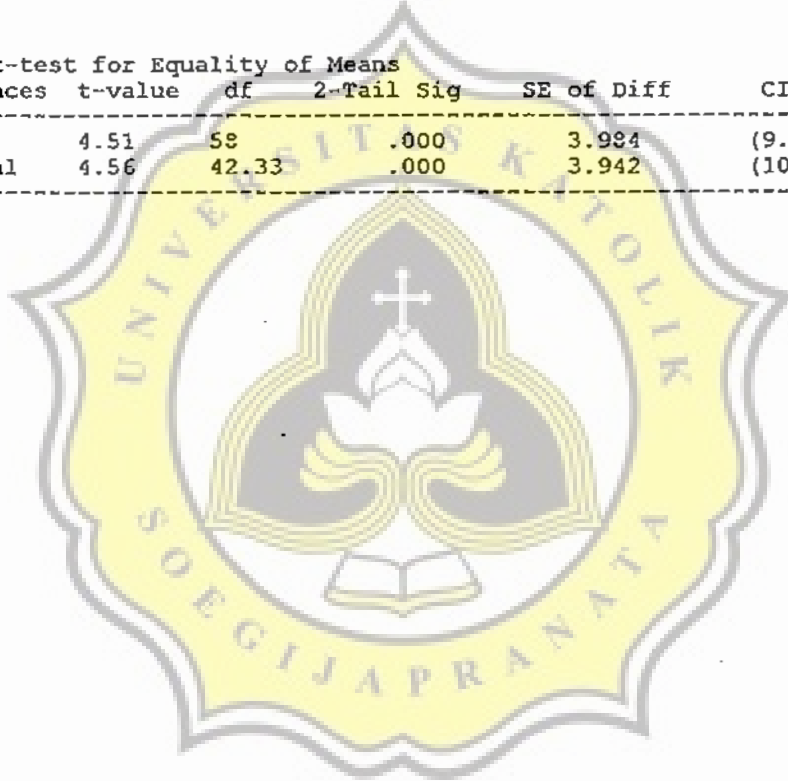 t-test for Equality of Means
nces t-value df 2-Tail Sig SE of Diff CI
4.51 58 .000 3.984 (9.
al 4.56 42.33 .000 3.942 (10
UNIVERSITAS KATOLIK
SOEGIJAPRANATA